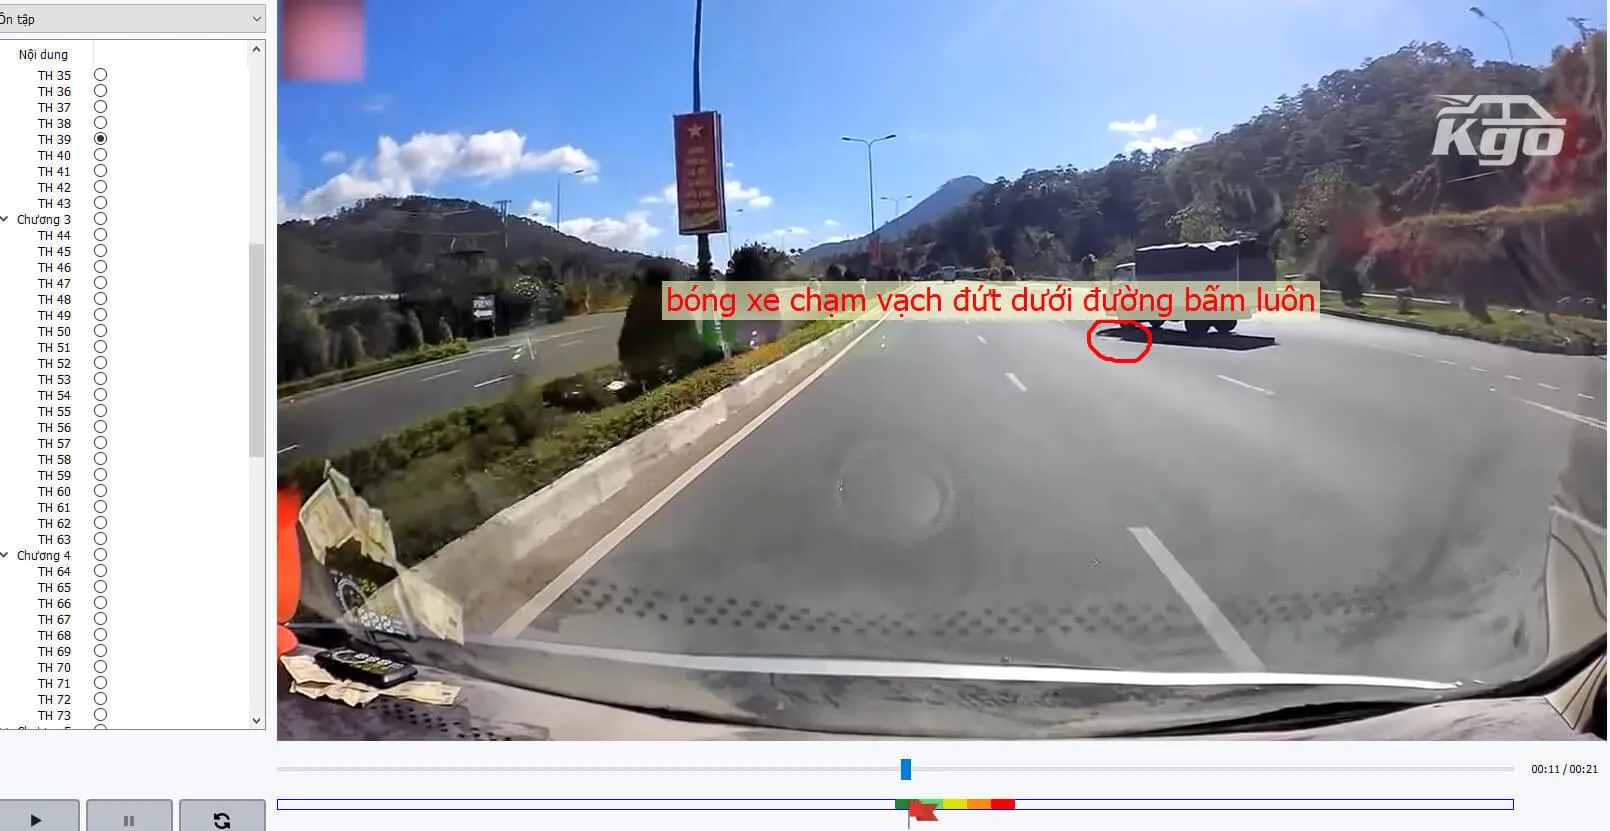 Ôn tập
Nội dung
TH 35
TH 36
TH 37
TH 38
TH 39
TH 40
TH 41
TH 42
TH 43
Chương 3
TH 44
TH 45
TH 46
TH 47
TH 48
TH 49
TH 50
TH 51
TH 52
TH 53
TH 54
TH 55
TH 56
TH 57
TH 58
TH 59
TH 60
TH 61
TH 62
TH 63
Chương 4
TH 64
TH 65
TH 66
TH 67
TH 68
TH 69
TH 70
TH 71
TH 72
TH 73
Kgo
bóng xe chạm vạch đứt dưới đường bấm luôn
00:11 / 00:21